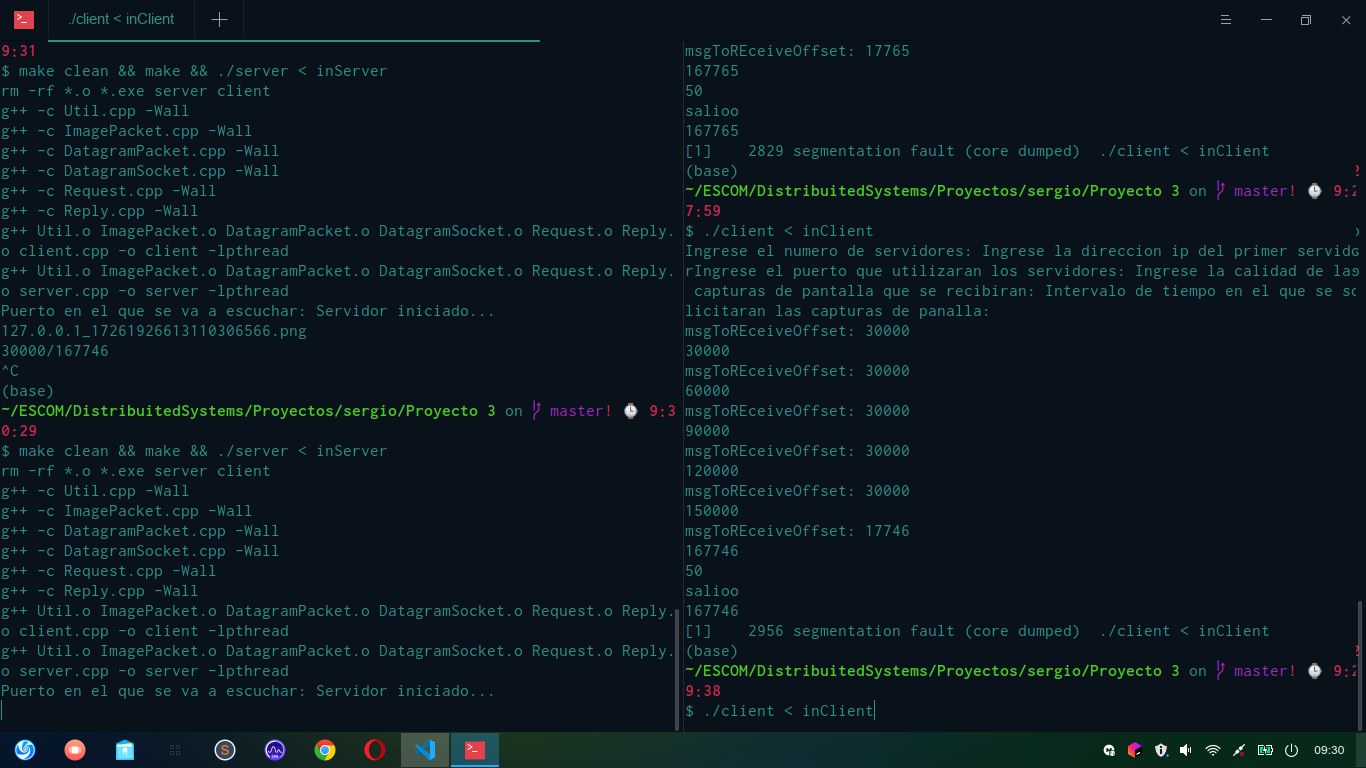 ./client < inClient
9:31
$ make clean && make && ./server < inServer
rm -rf *.o *.exe server client
g++ -c Util.cpp -Wall
g++ -c ImagePacket.cpp -Wall
g++ -c DatagramPacket.cpp -Wall
g++ -c DatagramSocket.cpp -Wall
g++ -c Request.cpp -Wall
g++ -c Reply.cpp -Wall
g++ Util.o ImagePacket.o DatagramPacket.o DatagramSocket.o Request.o Reply.
o client.cpp -o client -lpthread
g++ Util.o ImagePacket.o DatagramPacket.o DatagramSocket.o Request.o Reply.
o server.cpp -o server -lpthread
Puerto en el que se va a escuchar: Servidor iniciado...
127.0.0.1_17261926613110306566.png
30000/167746
^C
(base)
~/ESCOM/DistribuitedSystems/Proyectos/sergio/Proyecto 3 on master! ⌚ 9:3
0:29
$ make clean && make && ./server < inServer
rm -rf *.o *.exe server client
g++ -c Util.cpp -Wall
g++ -c ImagePacket.cpp -Wall
g++ -c DatagramPacket.cpp -Wall
g++ -c DatagramSocket.cpp -Wall
g++ -c Request.cpp -Wall
g++ -c Reply.cpp -Wall
g++ Util.o ImagePacket.o DatagramPacket.o DatagramSocket.o Request.o Reply.
o client.cpp -o client -lpthread
g++ Util.o ImagePacket.o DatagramPacket.o DatagramSocket.o Request.o Reply.
o server.cpp -o server -lpthread
Puerto en el que se va a escuchar: Servidor iniciado...
msgToREceiveOffset: 17765
167765
50
salioo
167765
[1]    2829 segmentation fault (core dumped)  ./client < inClient
(base)
~/ESCOM/DistribuitedSystems/Proyectos/sergio/Proyecto 3 on master! ⌚ 9:2
7:59
$ ./client < inClient
Ingrese el numero de servidores: Ingrese la direccion ip del primer servido
rIngrese el puerto que utilizaran los servidores: Ingrese la calidad de las
capturas de pantalla que se recibiran: Intervalo de tiempo en el que se so
licitaran las capturas de panalla:
msgToREceiveOffset: 30000
30000
msgToREceiveOffset: 30000
60000
msgToREceiveOffset: 30000
90000
msgToREceiveOffset: 30000
120000
msgToREceiveOffset: 30000
150000
msgToREceiveOffset: 17746
167746
50
salioo
167746
[1]    2956 segmentation fault (core dumped)  ./client < inClient
(base)
~/ESCOM/DistribuitedSystems/Proyectos/sergio/Proyecto 3 on master! ⌚ 9:2
9:38
$ ./client < inClient
09:30